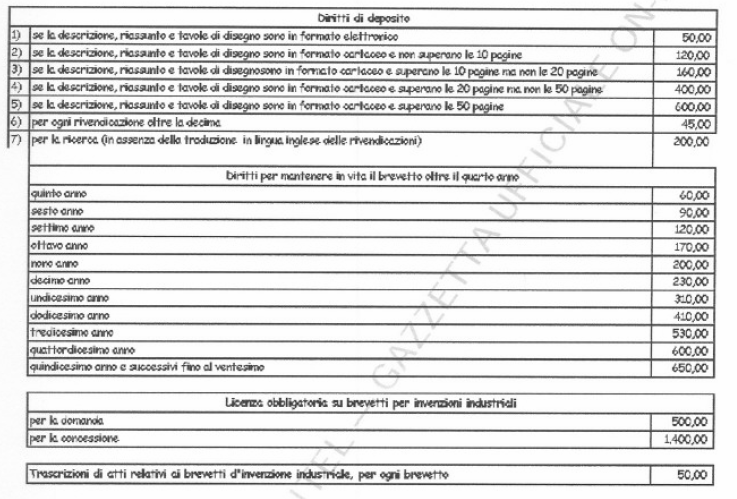 Diritti di deposito
1) se la descrizione, riassunto e tavole di disegno sono in formato elettronico 50,00
2) se la descrizione, riassunto e tavole di disegno sono in formato cartaceo e non superano le 10 pagine 120,00
3) se la descrizione, riassunto e tavole di disegnosono in formato cartaceo e superano le 10 pagine ma non le 20 pagine 160,00
4) se la descrizione, riassunto e tavole di disegno sono in formato cartaceo e superano le 20 pagine ma non le 50 pagine 400,00
5) se la descrizione, riassunto e tavole di disegno sono in formato cartaceo e superano le 50 pagine 600,00
6) per ogni rivendicazione oltre la decima 45,00
7) per la ricerca (in assenza della traduzione in lingua inglese delle rivendicazioni) 200,00
Diritti per mantenere in vita il brevetto oltre il quarto anno
quinto anno 60,00
sesto anno 90,00
settimo anno 120,00
ottavo anno 170,00
nono anno 200,00
decimo anno 230,00
undicesimo anno 310,00
dodicesimo anno 410,00
tredicesimo anno 530,00
quattordicesimo anno 600,00
quindicesimo anno e successivi fino al ventesimo 650,00
Licenza obbligatoria su brevetti per invenzioni industriali
per la domanda 500,00
per la concessione 1.400,00
Trascrizioni di atti relativi ai brevetti d'invenzione industriale, per ogni brevetto 50,00
GAZZETTA UFFICIALE ON-